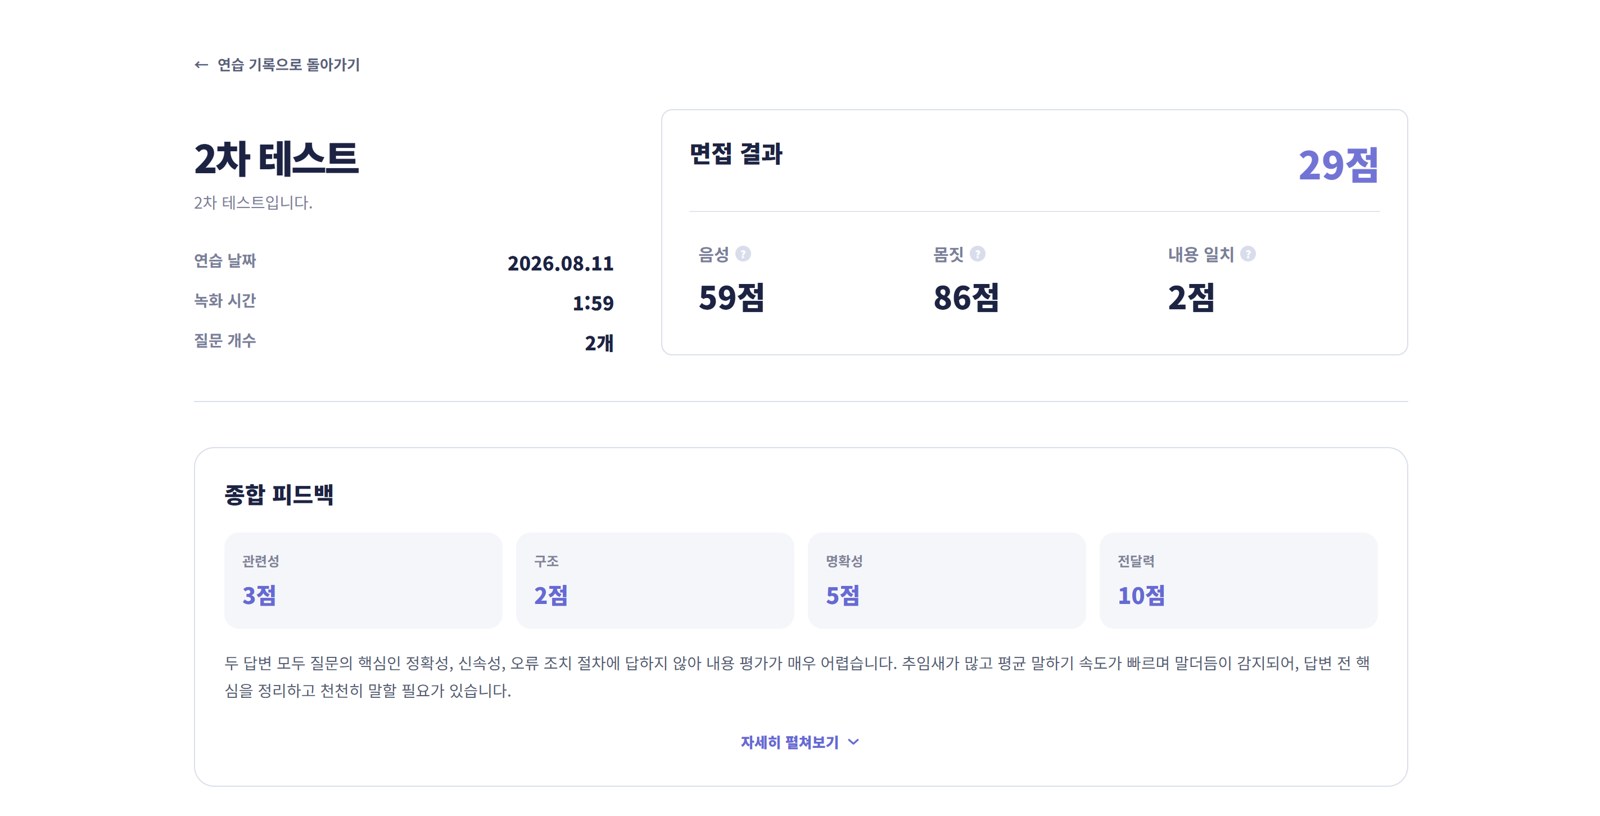 ← 연습 기록으로 돌아가기
2차 테스트
2차 테스트입니다.
연습 날짜 2026.08.11
녹화 시간 1:59
질문 개수 2개
면접 결과 29점
음성 ? 몸짓 ? 내용 일치 ?
59점 86점 2점
종합 피드백
관련성 구조 명확성 전달력
3점 2점 5점 10점
두 답변 모두 질문의 핵심인 정확성, 신속성, 오류 조치 절차에 답하지 않아 내용 평가가 매우 어렵습니다. 추임새가 많고 평균 말하기 속도가 빠르며 말더듬이 감지되어, 답변 전 핵
심을 정리하고 천천히 말할 필요가 있습니다.
자세히 펼쳐보기